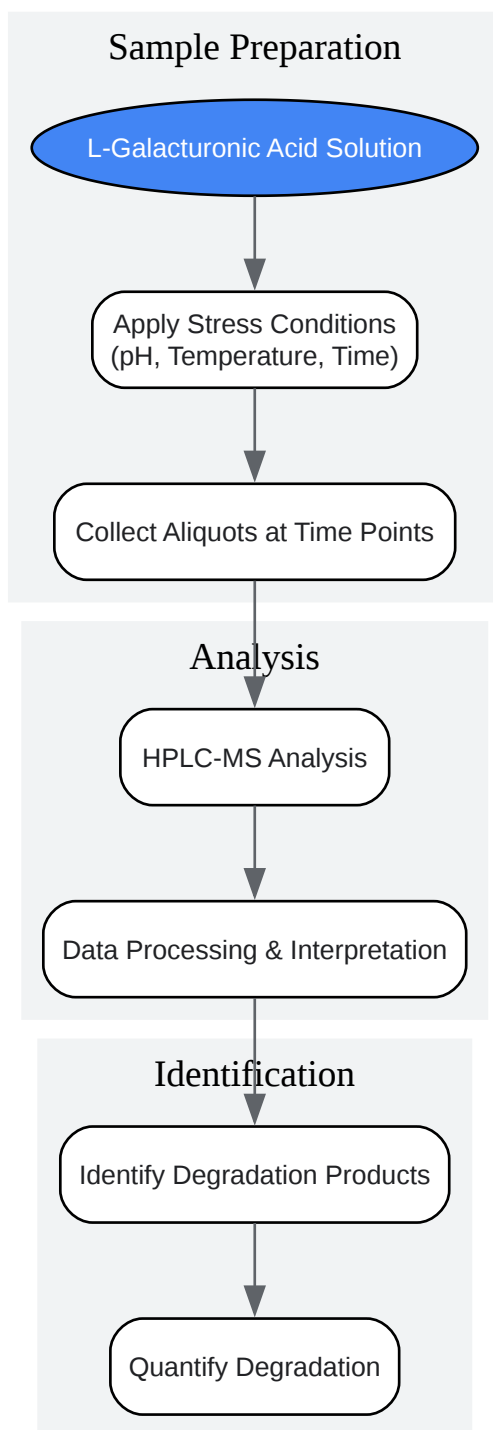 Sample Preparation
L-Galacturonic Acid Solution
Apply Stress Conditions
(pH, Temperature, Time)
Collect Aliquots at Time Points
Analysis
HPLC-MS Analysis
Data Processing & Interpretation
Identification
Identify Degradation Products
Quantify Degradation